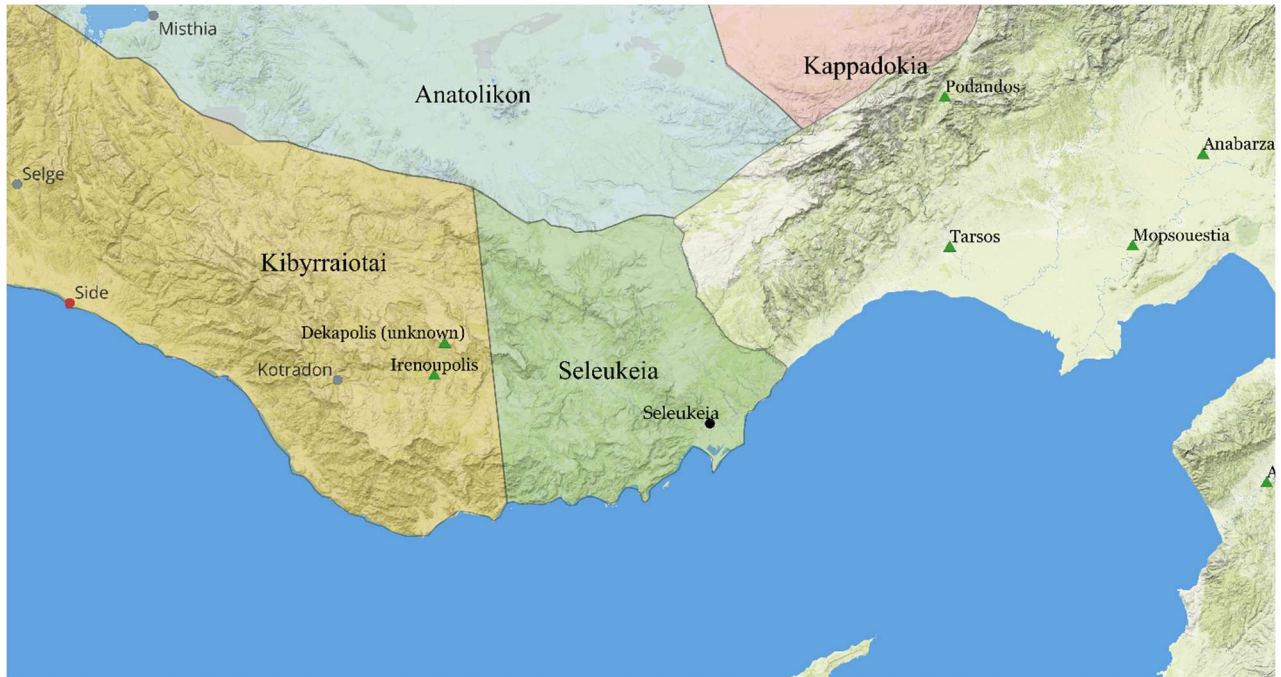 Misthia
Kappadokia
Anatolikon
Podandos
Anabarza
Selge
Tarsos
Mopsouestia
Kibyrraiotai
Side
Dekapolis (unknown)
Kotradon
Irenoupolis
Seleukeia
Seleukeia
A